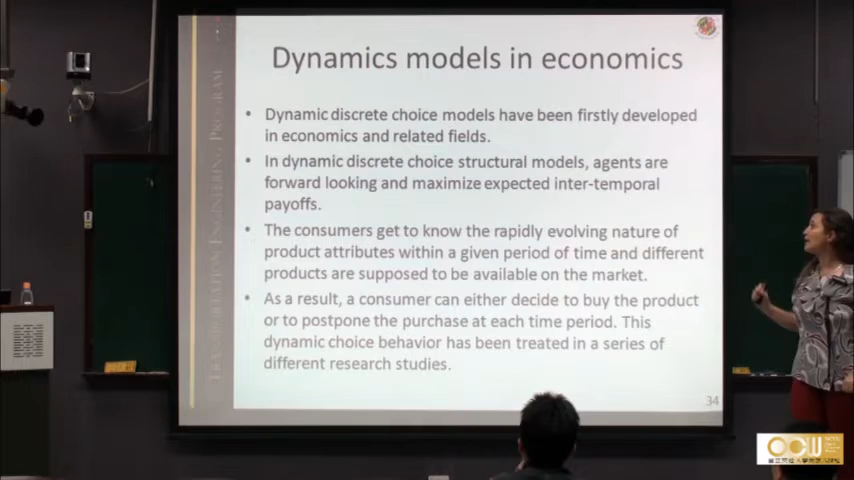 Dynamics models in economics
• Dynamic discrete choice models have been firstly developed
in economics and related fields.
• In dynamic discrete choice structural models, agents are
forward looking and maximize expected inter-temporal
payoffs.
• The consumers get to know the rapidly evolving nature of
product attributes within a given period of time and different
products are supposed to be available on the market.
• As a result, a consumer can either decide to buy the product
or to postpone the purchase at each time period. This
dynamic choice behavior has been treated in a series of
different research studies.
34
TRANSPORTATION ENGINEERING PROGRAM
OCW